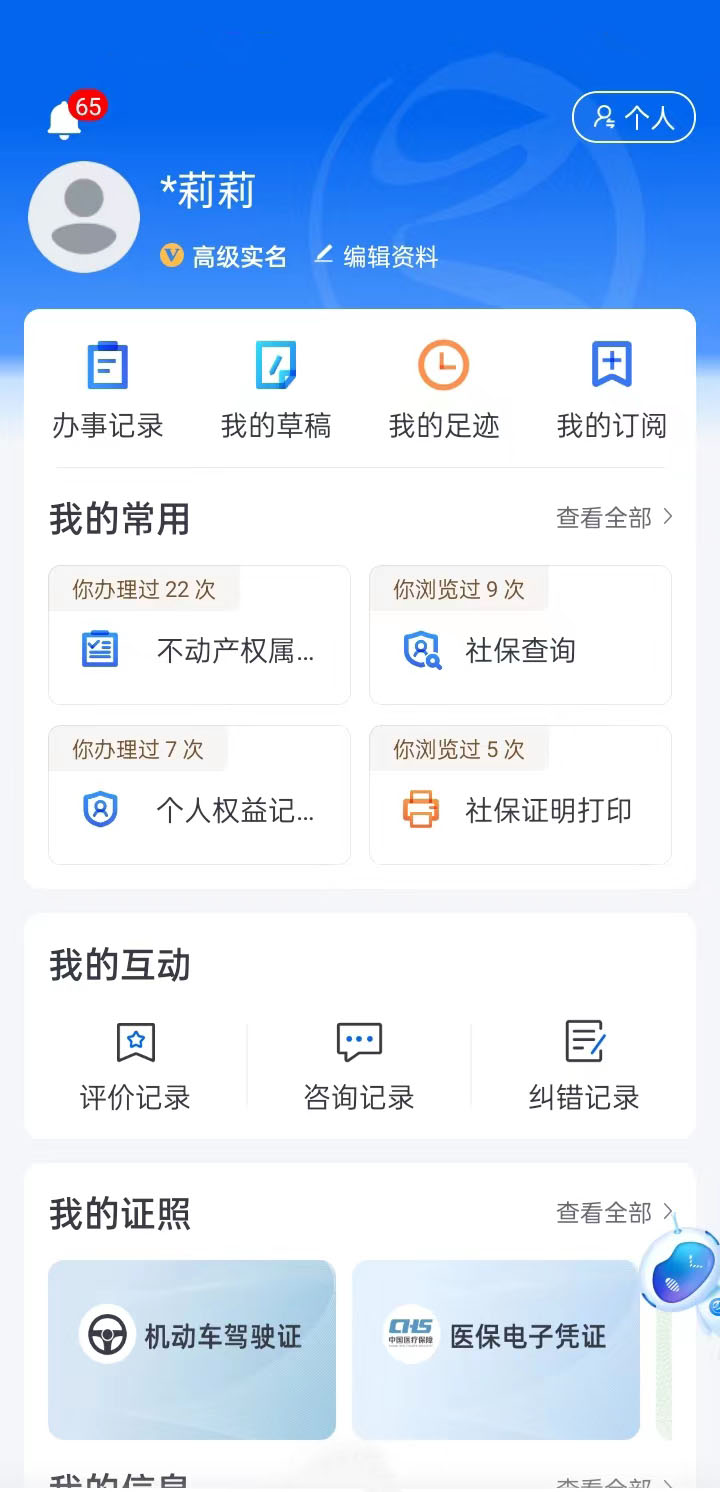 65
个人
*莉莉
高级实名 编辑资料
办事记录 我的草稿 我的足迹 我的订阅
我的常用 查看全部
你办理过 22 次 你浏览过 9 次
不动产权属... 社保查询
你办理过 7 次 你浏览过 5 次
个人权益记... 社保证明打印
我的互动
评价记录 咨询记录 纠错记录
我的证照 查看全部
机动车驾驶证 CHS 中国医疗保障 医保电子凭证
我的信息 查看全部